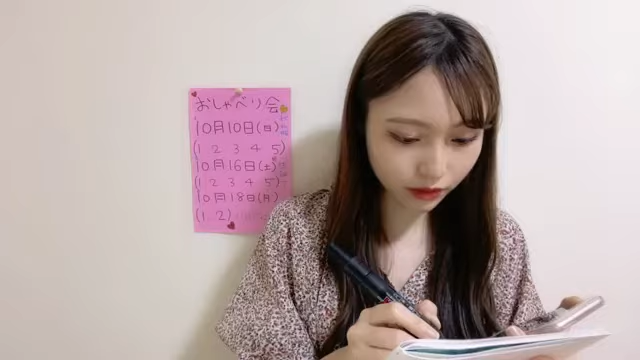 おしゃべり会
10月10日(日)
(1 2 3 4 5)
10月16日(土)
(1 2 3 4 5)
10月18日(月)
(1 2)